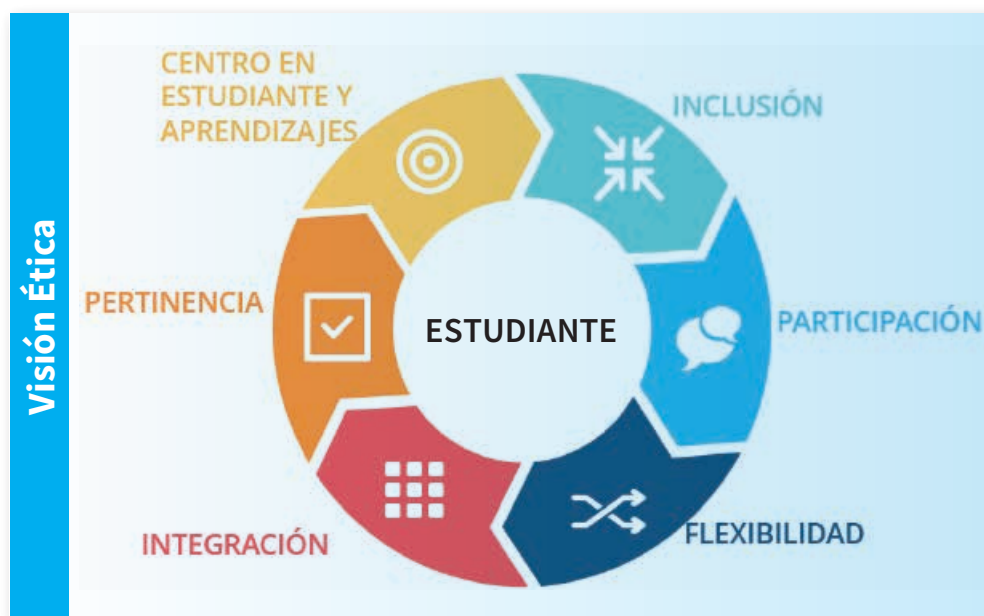 Visión Ética
CENTRO EN
ESTUDIANTE Y
APRENDIZAJES
INCLUSIÓN
PERTINENCIA
ESTUDIANTE
PARTICIPACIÓN
INTEGRACIÓN
FLEXIBILIDAD